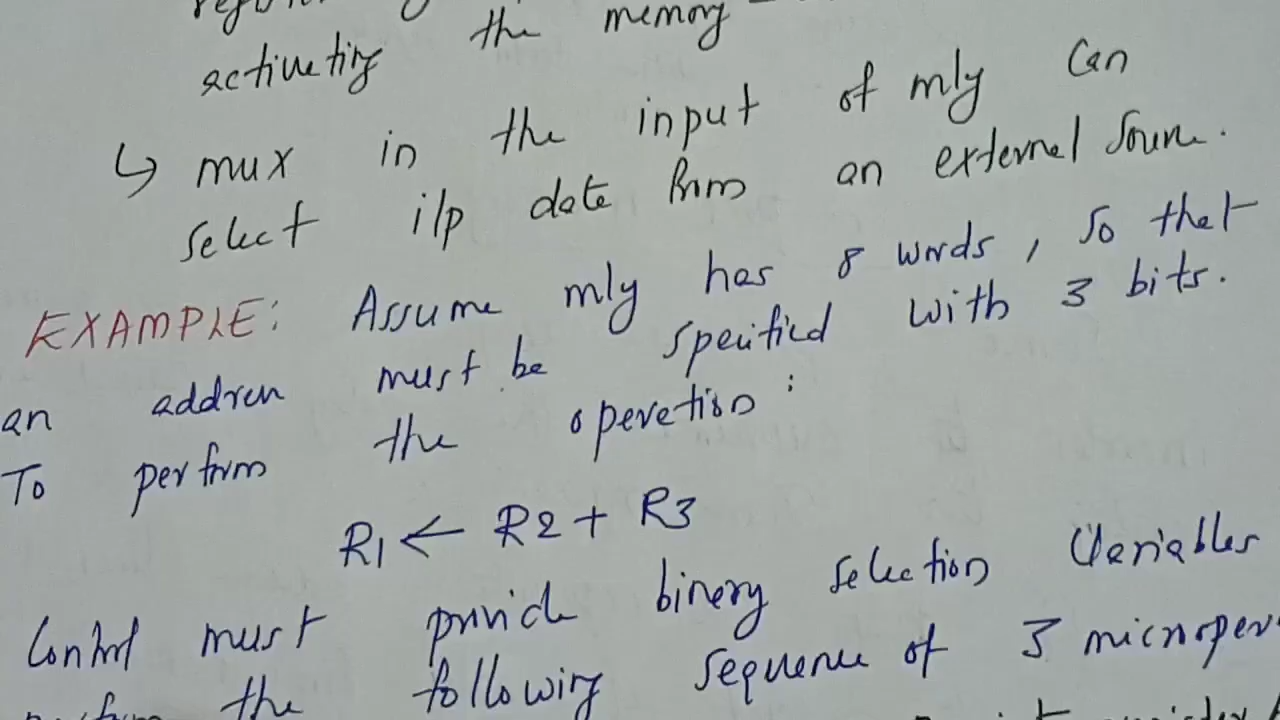 activating the memory
↳ mux in the input of mly can
select i/p data from an external source.
EXAMPLE: Assume mly has 8 words, so that
an address must be specified with 3 bits.
To perform the operation:
R1 ← R2 + R3
Control must provide binary selection variables
the following sequence of 3 microper